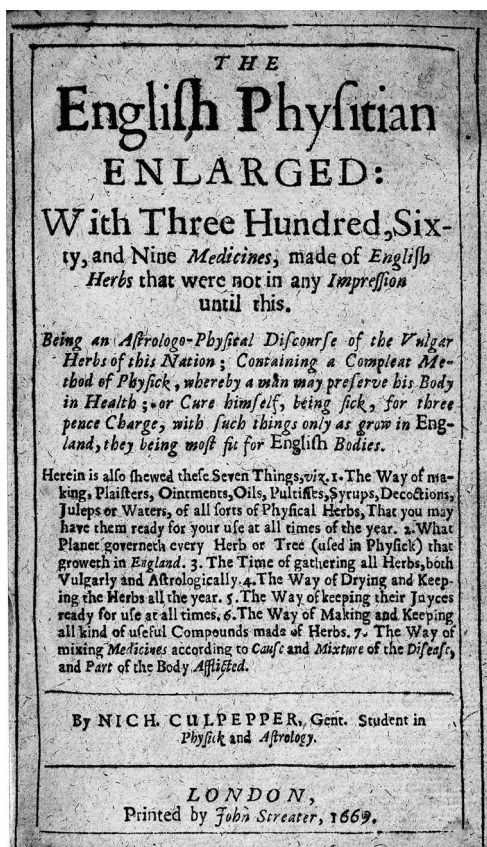 THE
Engliſh Phyſitian
ENLARGED:
With Three Hundred, Six-
ty, and Nine Medicines, made of Engliſh
Herbs that were not in any Impreſſion
until this.
Being an Aſtrologo-Phyſical Diſcourſe of the Vulgar
Herbs of this Nation; Containing a Compleat Me-
thod of Phyſick, whereby a man may preſerve his Body
in Health; or Cure himſelf, being ſick, for three
pence Charge, with ſuch things only as grow in Eng-
land, they being moſt fit for Engliſh Bodies.
Herein is alſo ſhewed theſe Seven Things, viz. 1. The Way of ma-
king, Plaiſters, Ointments, Oils, Pultiſſes, Syrups, Decoctions,
Juleps or Waters, of all ſorts of Phyſical Herbs, That you may
have them ready for your uſe at all times of the year. 2. What
Planet governeth every Herb or Tree (uſed in Phyſick) that
groweth in England. 3. The Time of gathering all Herbs, both
Vulgarly and Aſtrologically. 4. The Way of Drying and Keep-
ing the Herbs all the year. 5. The Way of keeping their Juyces
ready for uſe at all times. 6. The Way of Making and Keeping
all kind of uſeful Compounds made of Herbs. 7. The Way of
mixing Medicines according to Cauſe and Mixture of the Diſeaſe,
and Part of the Body Afflicted.
By NICH. CULPEPPER, Gent. Student in
Phyſick and Aſtrology.
LONDON,
Printed by John Streater, 1669.